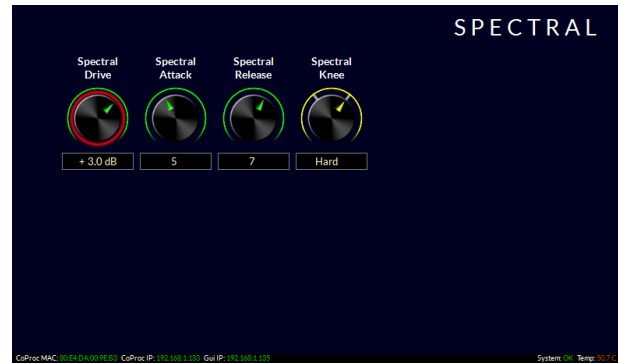 SPECTRAL
Spectral Drive
Spectral Attack
Spectral Release
Spectral Knee
+ 3.0 dB
5
7
Hard
CoProc MAC: 80:E4:DA:00:9E:B3 CoProc IP: 192.168.1.133 Gui IP: 192.168.1.135
System: OK Temp: 50.7 C